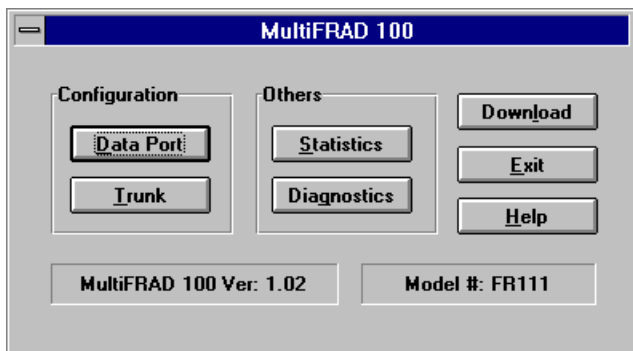 MultiFRAD 100
Configuration
Data Port
Trunk
Others
Statistics
Diagnostics
Download
Exit
Help
MultiFRAD 100 Ver: 1.02
Model #: FR111